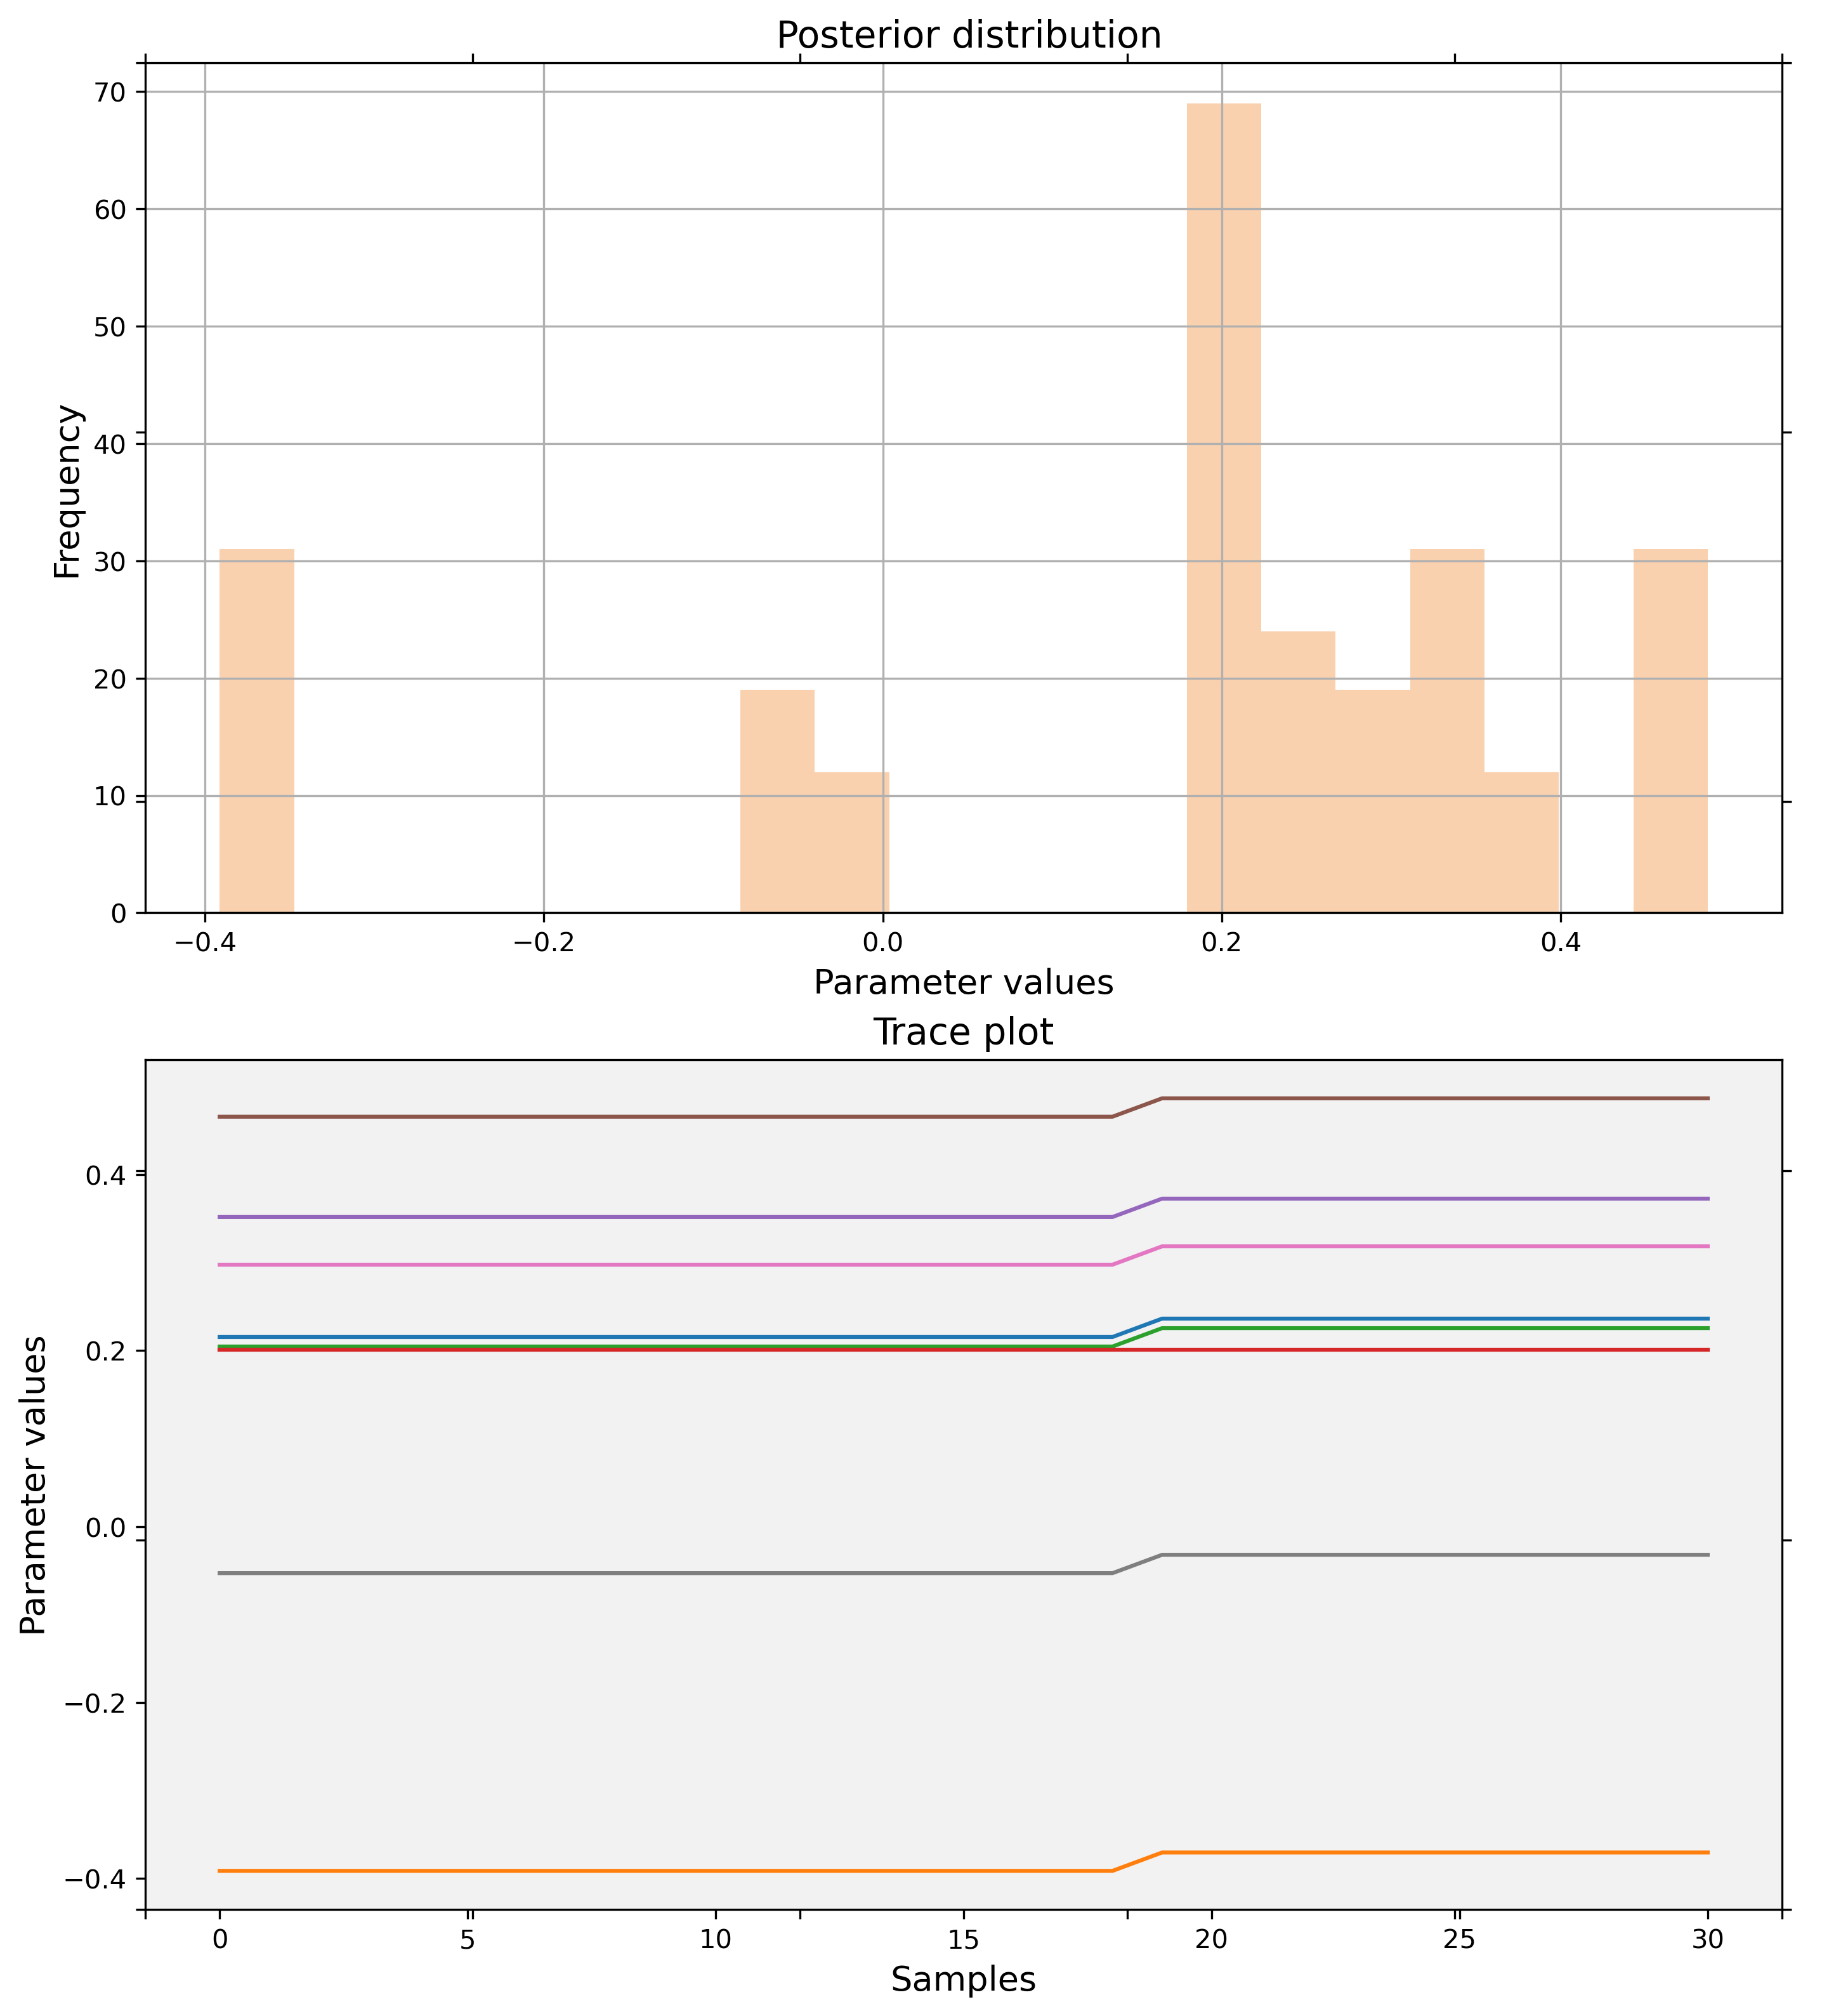 Posterior distribution
70
60
50
40
30
20
10
0
Frequency
−0.4 −0.2 0.0 0.2 0.4
Parameter values
Trace plot
0.4
0.2
0.0
−0.2
−0.4
Parameter values
0 5 10 15 20 25 30
Samples